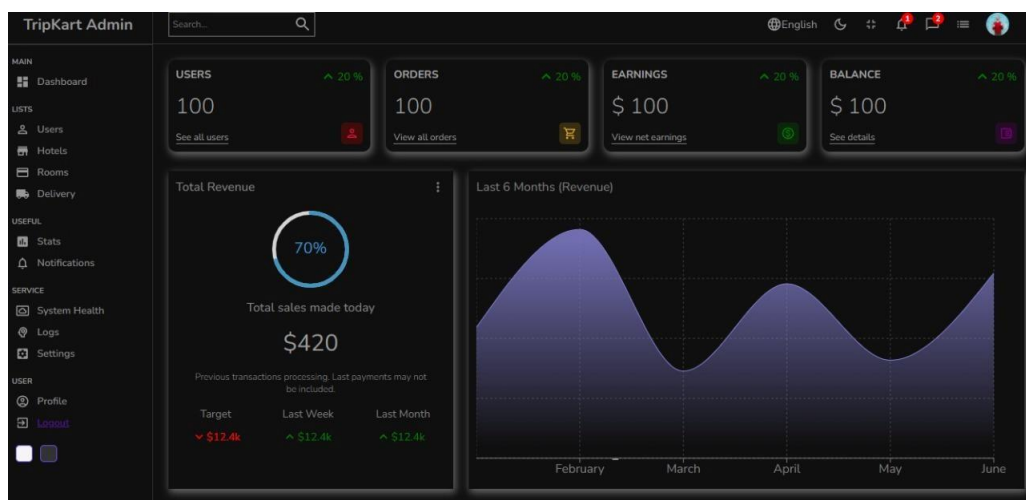 TripKart Admin
Search...
English
1
2
MAIN
Dashboard
LISTS
Users
Hotels
Rooms
Delivery
USEFUL
Stats
Notifications
SERVICE
System Health
Logs
Settings
USER
Profile
Logout
USERS
20 %
100
See all users
ORDERS
20 %
100
View all orders
EARNINGS
20 %
$ 100
View net earnings
BALANCE
20 %
$ 100
See details
Total Revenue
70%
Total sales made today
$420
Previous transactions processing. Last payments may not
be included.
Target
Last Week
Last Month
$12.4k
$12.4k
$12.4k
Last 6 Months (Revenue)
February
March
April
May
June